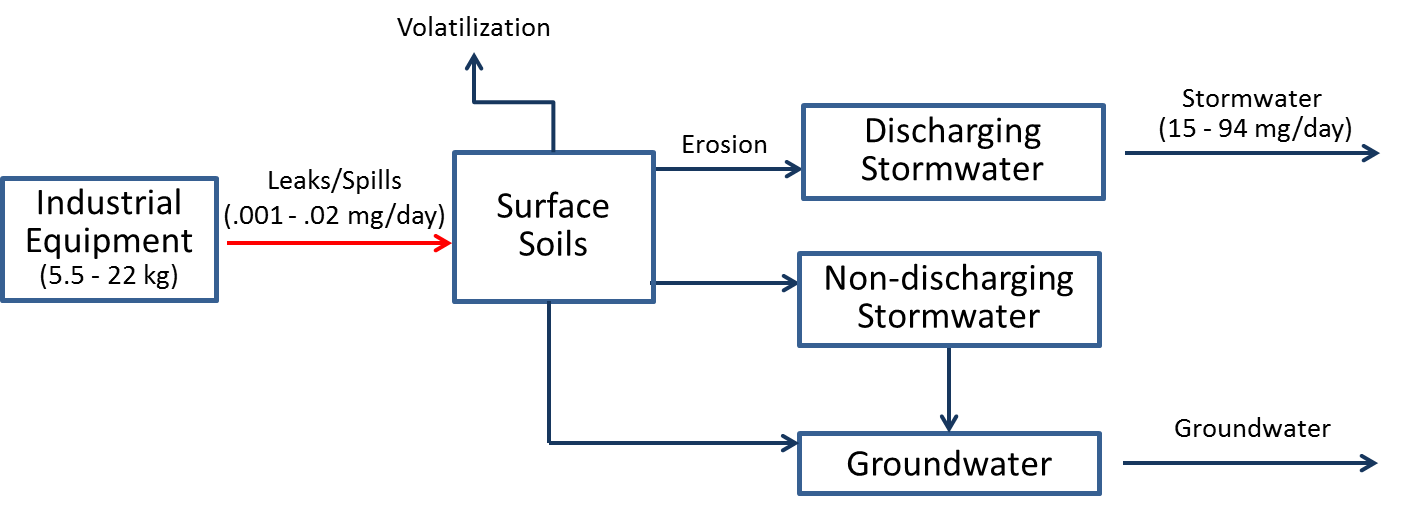 Volatilization
Industrial
Equipment
(5.5 - 22 kg)
Leaks/Spills
(.001 - .02 mg/day)
Surface
Soils
Erosion
Discharging
Stormwater
Stormwater
(15 - 94 mg/day)
Non-discharging
Stormwater
Groundwater
Groundwater